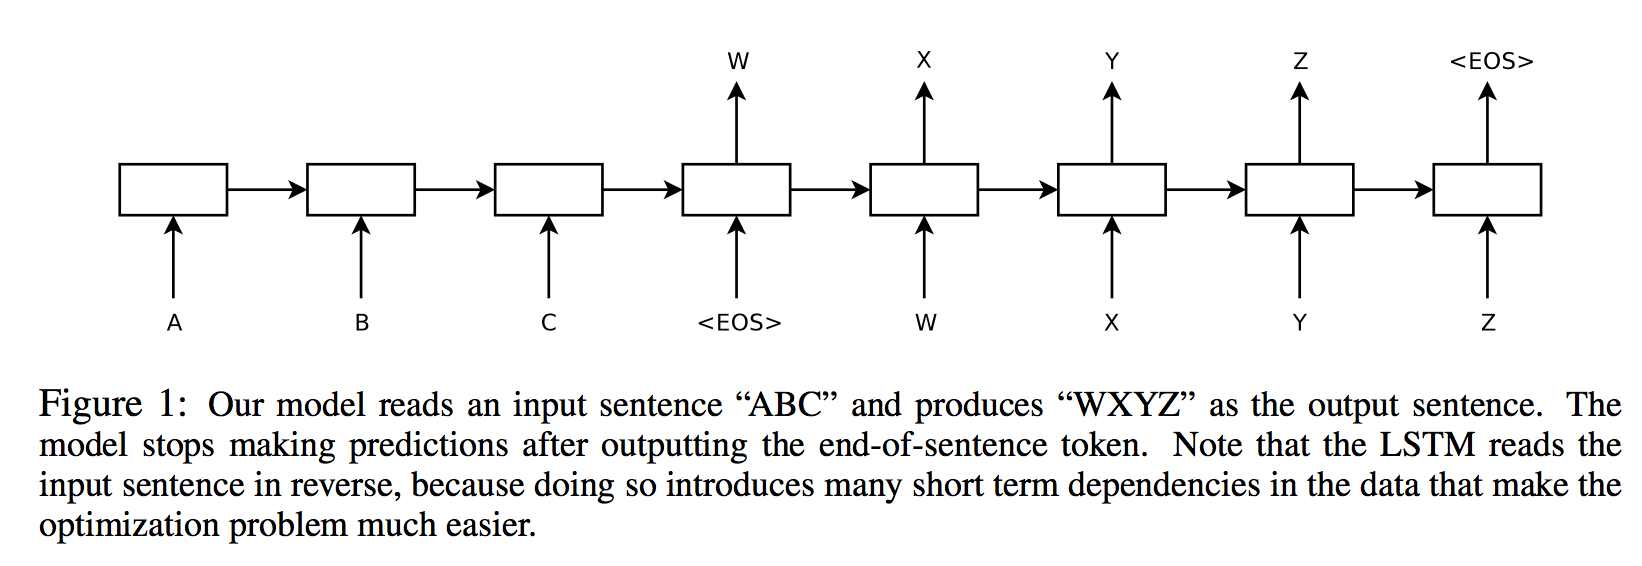 W X Y Z <EOS>
A B C <EOS> W X Y Z
Figure 1: Our model reads an input sentence “ABC” and produces “WXYZ” as the output sentence. The
model stops making predictions after outputting the end-of-sentence token. Note that the LSTM reads the
input sentence in reverse, because doing so introduces many short term dependencies in the data that make the
optimization problem much easier.